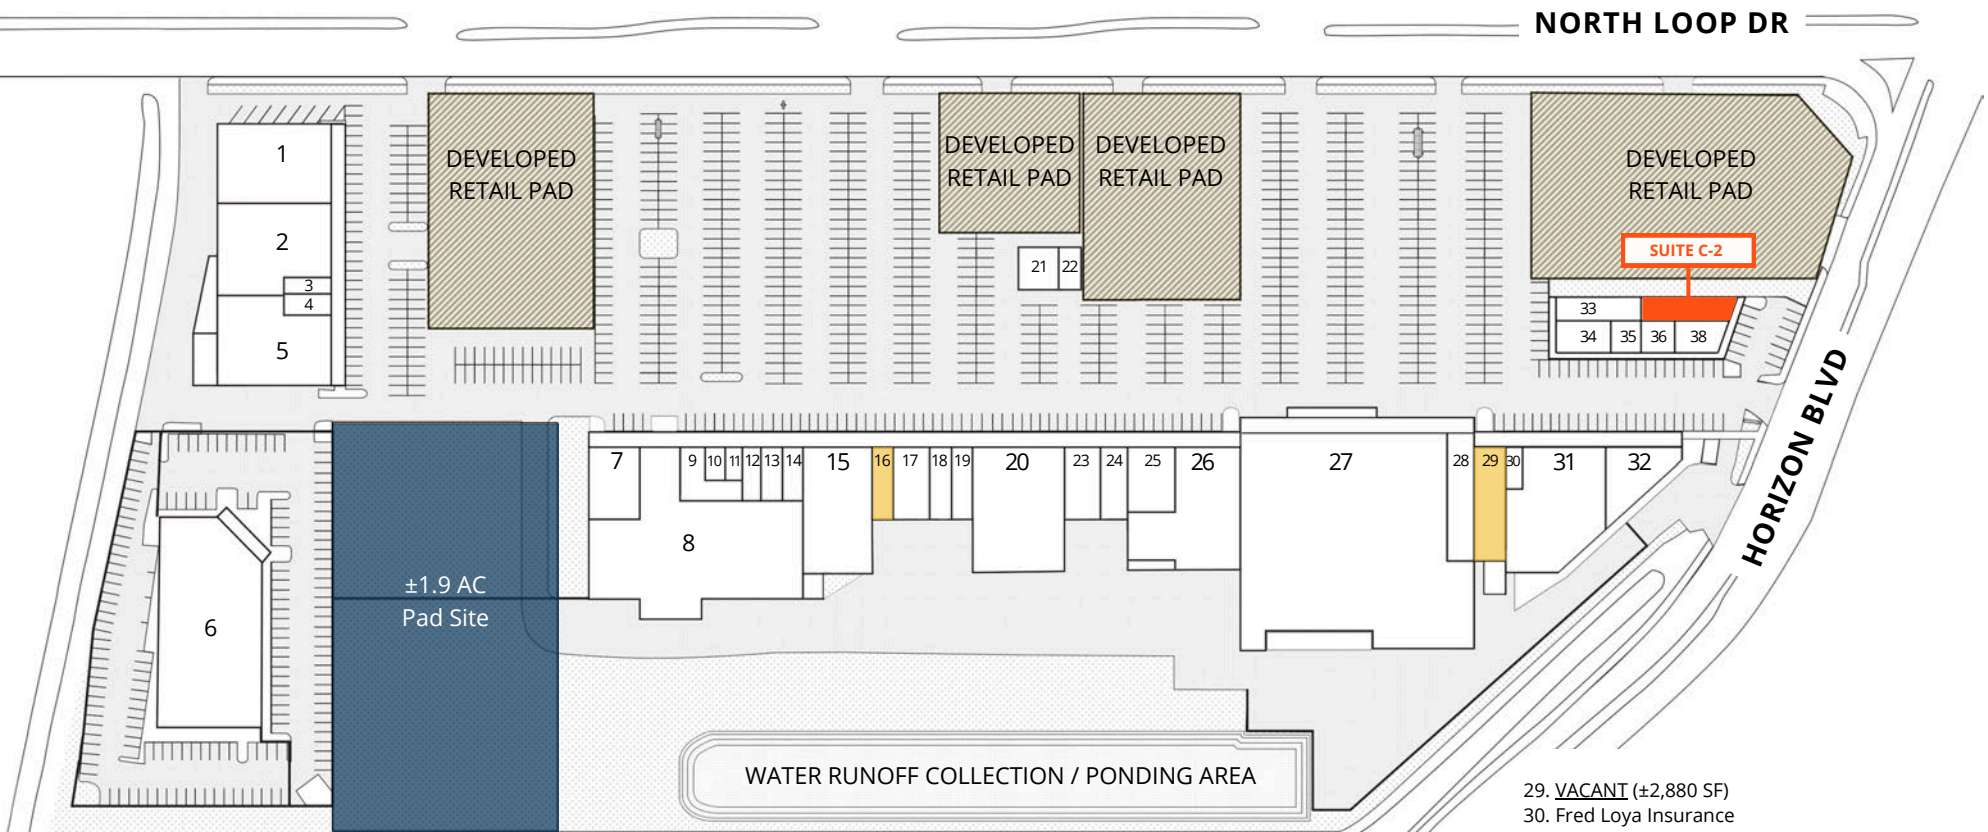 NORTH LOOP DR
DEVELOPED
RETAIL PAD
DEVELOPED
RETAIL PAD
DEVELOPED
RETAIL PAD
DEVELOPED
RETAIL PAD
SUITE C-2
1
2
3
4
5
21
22
33
34
35
36
38
HORIZON BLVD
7
8
9
10
11
12
13
14
15
16
17
18
19
20
23
24
25
26
27
28
29
30
31
32
6
±1.9 AC
Pad Site
WATER RUNOFF COLLECTION / PONDING AREA
29. VACANT (±2,880 SF)
30. Fred Loya Insurance